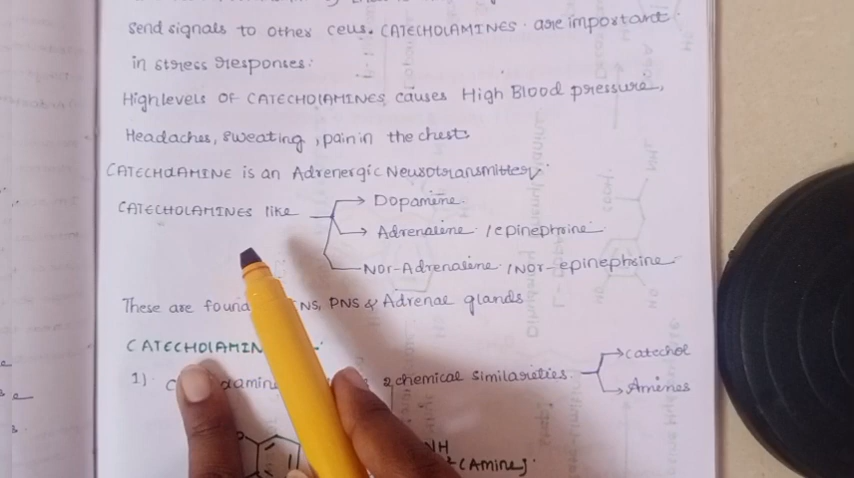 send signals to other cells. CATECHOLAMINES are important
in stress responses.
High levels OF CATECHOLAMINES causes High Blood pressure,
Headaches, sweating, pain in the chest
CATECHOLAMINE is an Adrenergic Neurotransmitter.
CATECHOLAMINES like → Dopamine.
→ Adrenaline / epinephrine.
Nor-Adrenaline / Nor-epinephrine
These are found NS, PNS & Adrenal glands
CATECHOLAMIN
1). amine 2 chemical similarities → catechol
→ Amines
NH
2 (Amine)